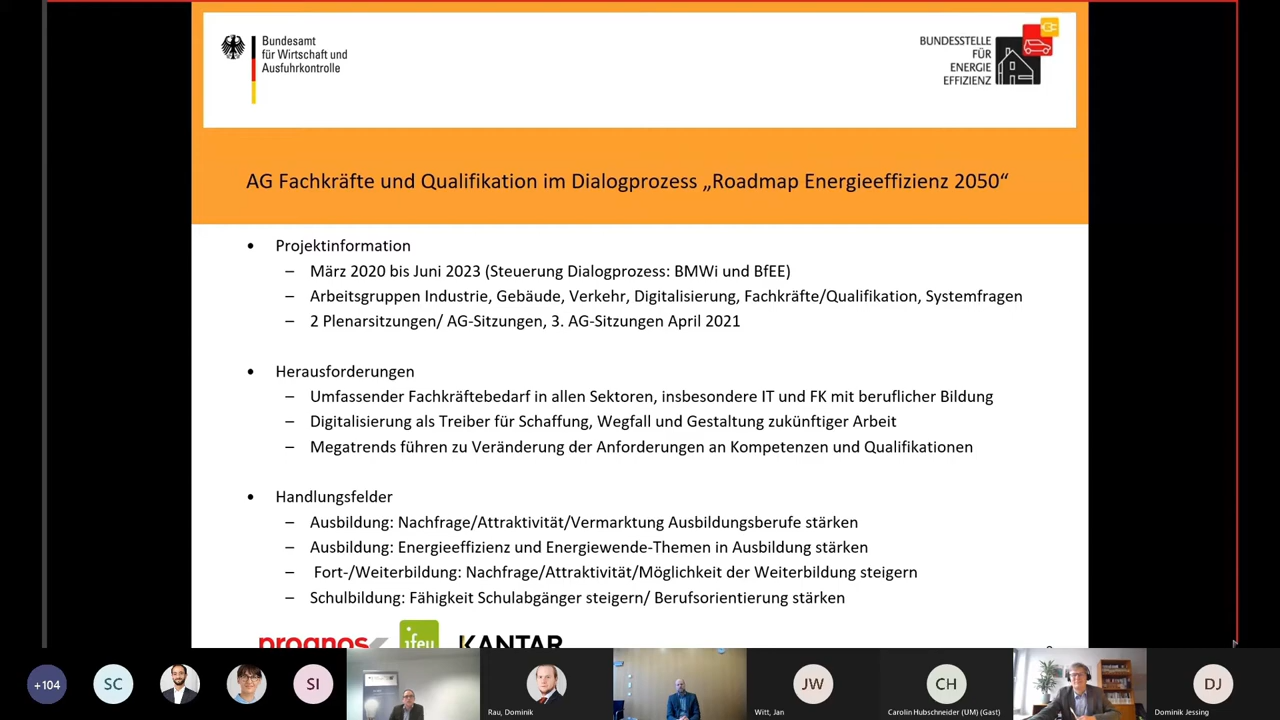 Bundesamt
für Wirtschaft und
Ausfuhrkontrolle
BUNDESSTELLE
FÜR
ENERGIE
EFFIZIENZ
AG Fachkräfte und Qualifikation im Dialogprozess „Roadmap Energieeffizienz 2050“
• Projektinformation
– März 2020 bis Juni 2023 (Steuerung Dialogprozess: BMWi und BfEE)
– Arbeitsgruppen Industrie, Gebäude, Verkehr, Digitalisierung, Fachkräfte/Qualifikation, Systemfragen
– 2 Plenarsitzungen/ AG-Sitzungen, 3. AG-Sitzungen April 2021
• Herausforderungen
– Umfassender Fachkräftebedarf in allen Sektoren, insbesondere IT und FK mit beruflicher Bildung
– Digitalisierung als Treiber für Schaffung, Wegfall und Gestaltung zukünftiger Arbeit
– Megatrends führen zu Veränderung der Anforderungen an Kompetenzen und Qualifikationen
• Handlungsfelder
– Ausbildung: Nachfrage/Attraktivität/Vermarktung Ausbildungsberufe stärken
– Ausbildung: Energieeffizienz und Energiewende-Themen in Ausbildung stärken
– Fort-/Weiterbildung: Nachfrage/Attraktivität/Möglichkeit der Weiterbildung steigern
– Schulbildung: Fähigkeit Schulabgänger steigern/ Berufsorientierung stärken
prognos ifeu KANTAR
+104 SC SI JW CH DJ
Rau, Dominik Witt, Jan Carolin Hubschneider (UM) (Gast) Dominik Jessing